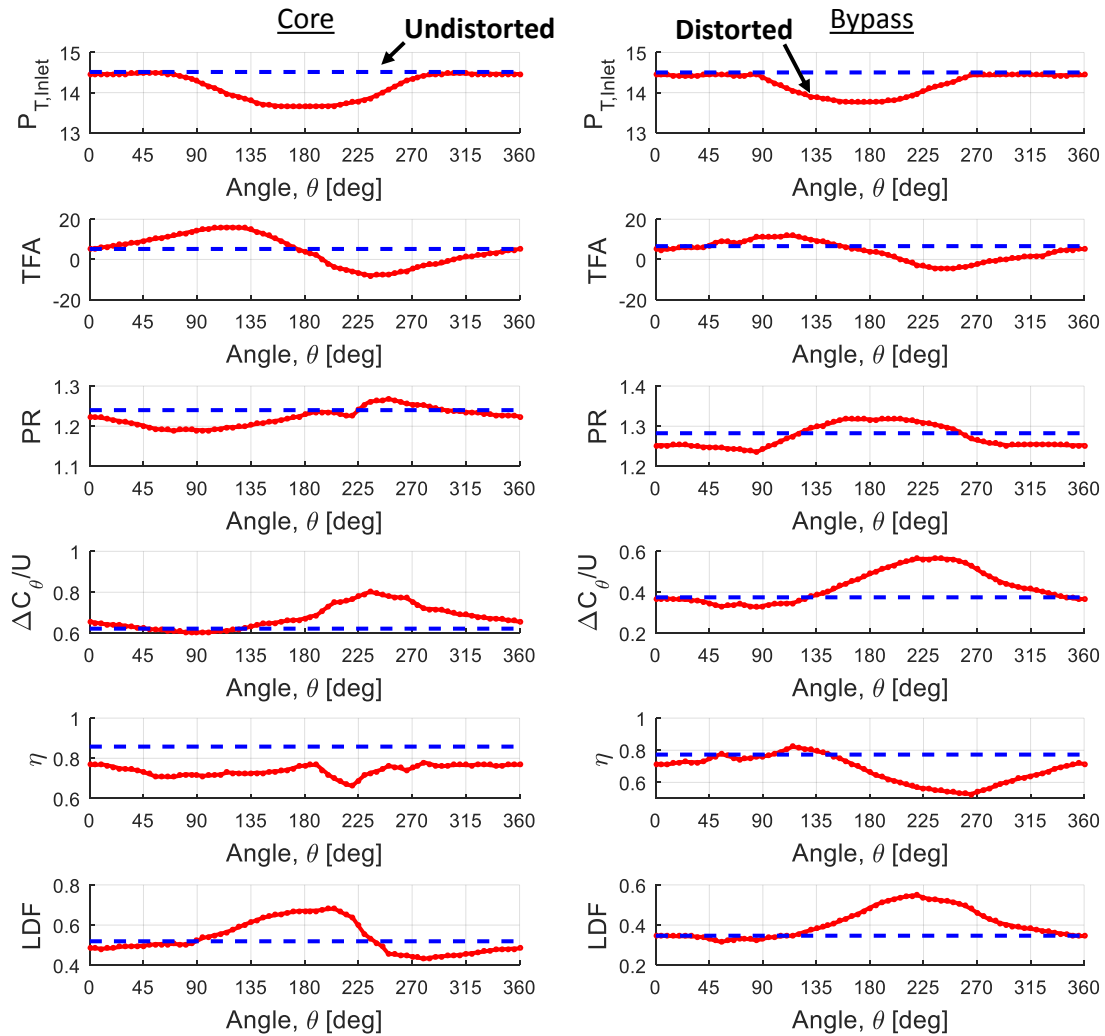 Core
Bypass
Undistorted
Distorted
15
14
13
P_T,Inlet
0 45 90 135 180 225 270 315 360
Angle, θ [deg]
15
14
13
P_T,Inlet
0 45 90 135 180 225 270 315 360
Angle, θ [deg]
20
0
-20
TFA
0 45 90 135 180 225 270 315 360
Angle, θ [deg]
20
0
-20
TFA
0 45 90 135 180 225 270 315 360
Angle, θ [deg]
1.3
1.2
1.1
PR
0 45 90 135 180 225 270 315 360
Angle, θ [deg]
1.4
1.3
1.2
PR
0 45 90 135 180 225 270 315 360
Angle, θ [deg]
1
0.8
0.6
ΔC_θ/U
0 45 90 135 180 225 270 315 360
Angle, θ [deg]
0.6
0.4
0.2
ΔC_θ/U
0 45 90 135 180 225 270 315 360
Angle, θ [deg]
1
0.8
0.6
η
0 45 90 135 180 225 270 315 360
Angle, θ [deg]
1
0.8
0.6
η
0 45 90 135 180 225 270 315 360
Angle, θ [deg]
0.8
0.6
0.4
LDF
0 45 90 135 180 225 270 315 360
Angle, θ [deg]
0.6
0.4
0.2
LDF
0 45 90 135 180 225 270 315 360
Angle, θ [deg]